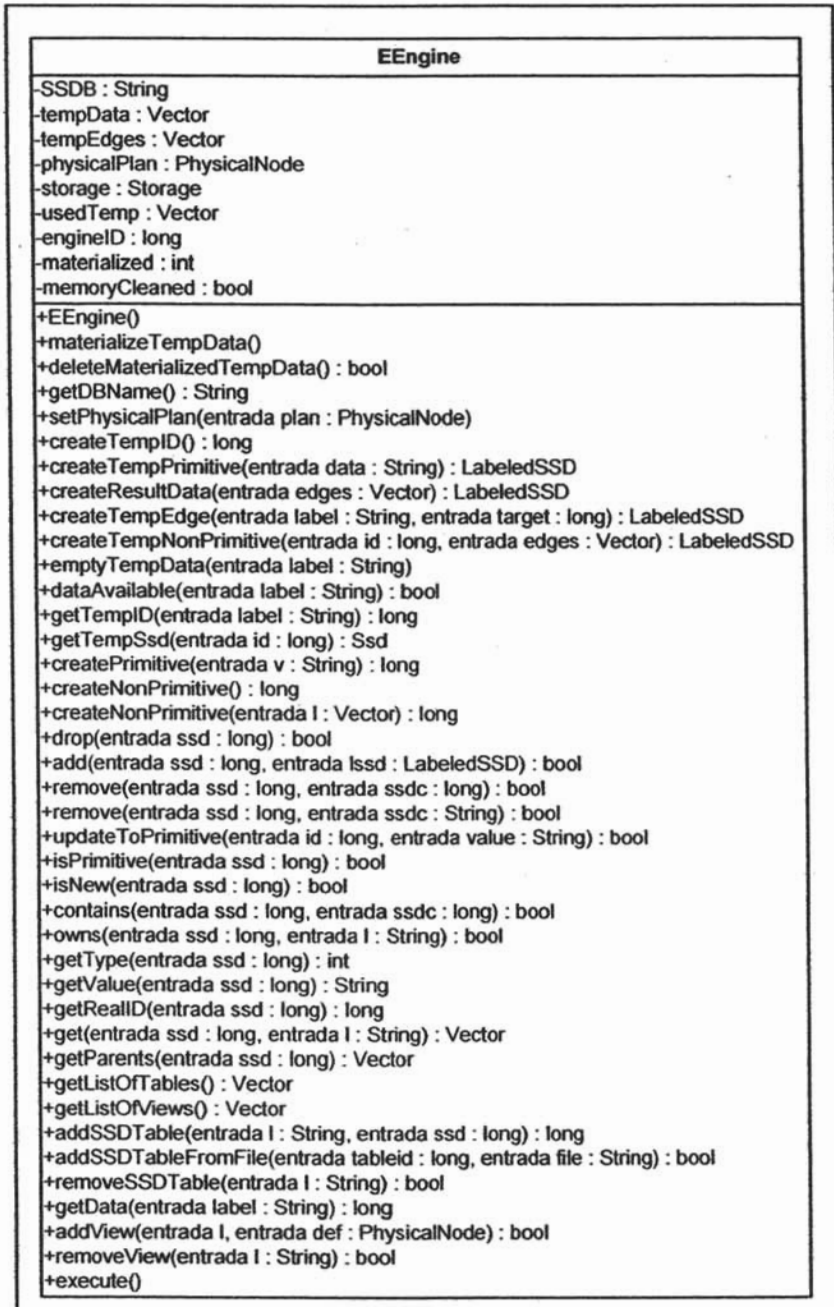 EEngine
-SSDB : String
-tempData : Vector
-tempEdges : Vector
-physicalPlan : PhysicalNode
-storage : Storage
-usedTemp : Vector
-engineID : long
-materialized : int
-memoryCleaned : bool
+EEngine()
+materializeTempData()
+deleteMaterializedTempData() : bool
+getDBName() : String
+setPhysicalPlan(entrada plan : PhysicalNode)
+createTempID() : long
+createTempPrimitive(entrada data : String) : LabeledSSD
+createResultData(entrada edges : Vector) : LabeledSSD
+createTempEdge(entrada label : String, entrada target : long) : LabeledSSD
+createTempNonPrimitive(entrada id : long, entrada edges : Vector) : LabeledSSD
+emptyTempData(entrada label : String)
+dataAvailable(entrada label : String) : bool
+getTempID(entrada label : String) : long
+getTempSsd(entrada id : long) : Ssd
+createPrimitive(entrada v : String) : long
+createNonPrimitive() : long
+createNonPrimitive(entrada l : Vector) : long
+drop(entrada ssd : long) : bool
+add(entrada ssd : long, entrada lssd : LabeledSSD) : bool
+remove(entrada ssd : long, entrada ssdc : long) : bool
+remove(entrada ssd : long, entrada ssdc : String) : bool
+updateToPrimitive(entrada id : long, entrada value : String) : bool
+isPrimitive(entrada ssd : long) : bool
+isNew(entrada ssd : long) : bool
+contains(entrada ssd : long, entrada ssdc : long) : bool
+owns(entrada ssd : long, entrada l : String) : bool
+getType(entrada ssd : long) : int
+getValue(entrada ssd : long) : String
+getRealID(entrada ssd : long) : long
+get(entrada ssd : long, entrada l : String) : Vector
+getParents(entrada ssd : long) : Vector
+getListOfTables() : Vector
+getListOfViews() : Vector
+addSSDTable(entrada l : String, entrada ssd : long) : long
+addSSDTableFromFile(entrada tableid : long, entrada file : String) : bool
+removeSSDTable(entrada l : String) : bool
+getData(entrada label : String) : long
+addView(entrada l, entrada def : PhysicalNode) : bool
+removeView(entrada l : String) : bool
+execute()